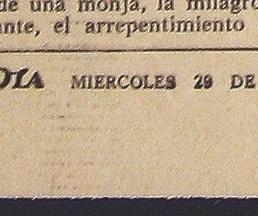 de una monja, la milagro
ante, el arrepentimiento
DIA MIERCOLES 29 DE